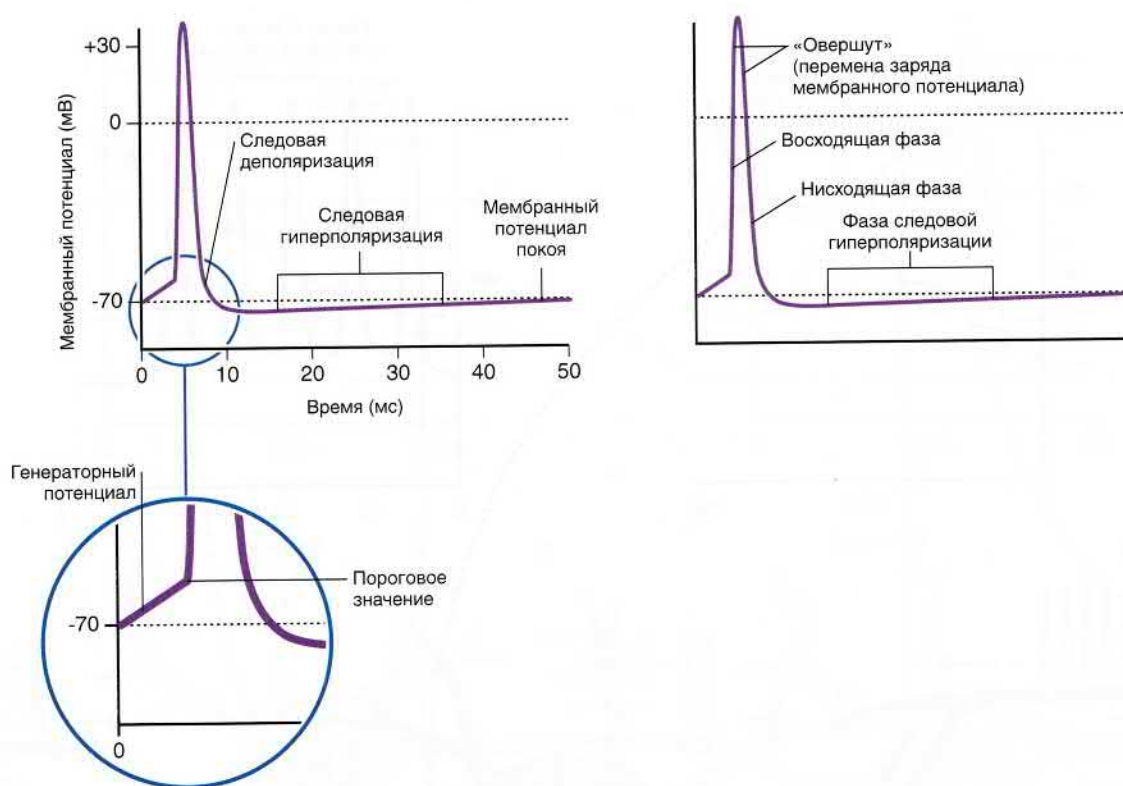 Мембранный потенциал (мВ)
+30
0
-70
Следовая
деполяризация
Следовая
гиперполяризация
Мембранный
потенциал
покоя
0
10
20
30
40
50
Время (мс)
«Овершут»
(перемена заряда
мембранного потенциала)
Восходящая фаза
Нисходящая фаза
Фаза следовой
гиперполяризации
Генераторный
потенциал
Пороговое
значение
-70
0